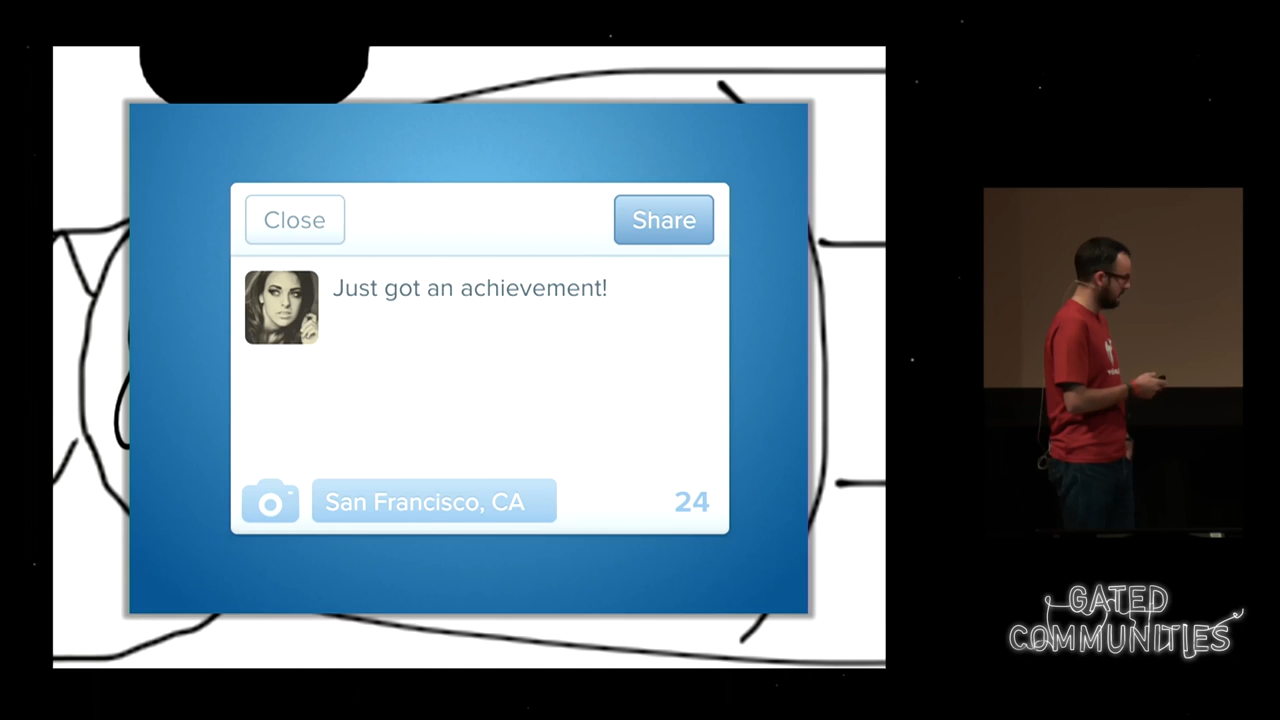 Close
Share
Just got an achievement!
San Francisco, CA
24
GATED
COMMUNITIES